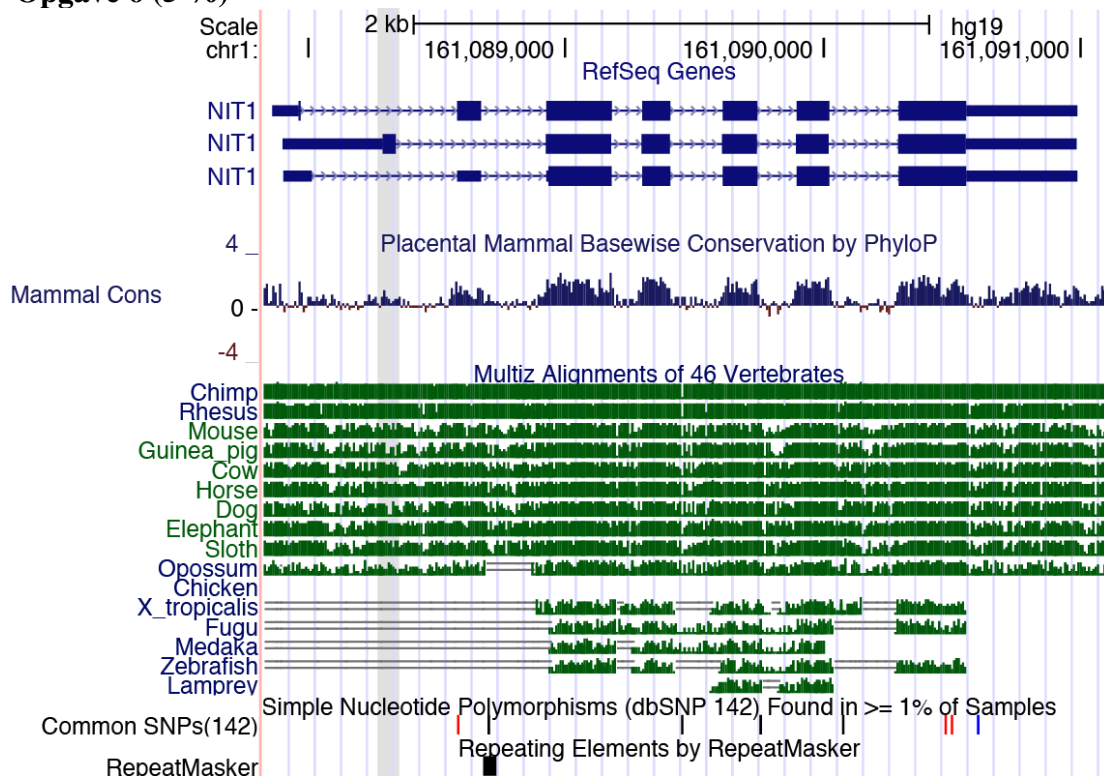 Opgave 6 (5 %)
Scale 2 kb hg19
chr1: 161,089,000 161,090,000 161,091,000
RefSeq Genes
NIT1
NIT1
NIT1
4 _ Placental Mammal Basewise Conservation by PhyloP
Mammal Cons
0 -
-4 _
Multiz Alignments of 46 Vertebrates
Chimp
Rhesus
Mouse
Guinea_pig
Cow
Horse
Dog
Elephant
Sloth
Opossum
Chicken
X_tropicalis
Fugu
Medaka
Zebrafish
Lamprey
Simple Nucleotide Polymorphisms (dbSNP 142) Found in >= 1% of Samples
Common SNPs(142)
Repeating Elements by RepeatMasker
RepeatMasker